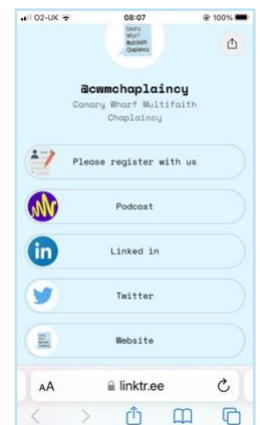 O2-UK
08:07
100%
Canary
Wharf
Multifaith
Chaplaincy
@cwmchaplaincy
Canary Wharf Multifaith
Chaplaincy
Please register with us
Podcast
Linked in
in
Twitter
Website
AA
linktr.ee